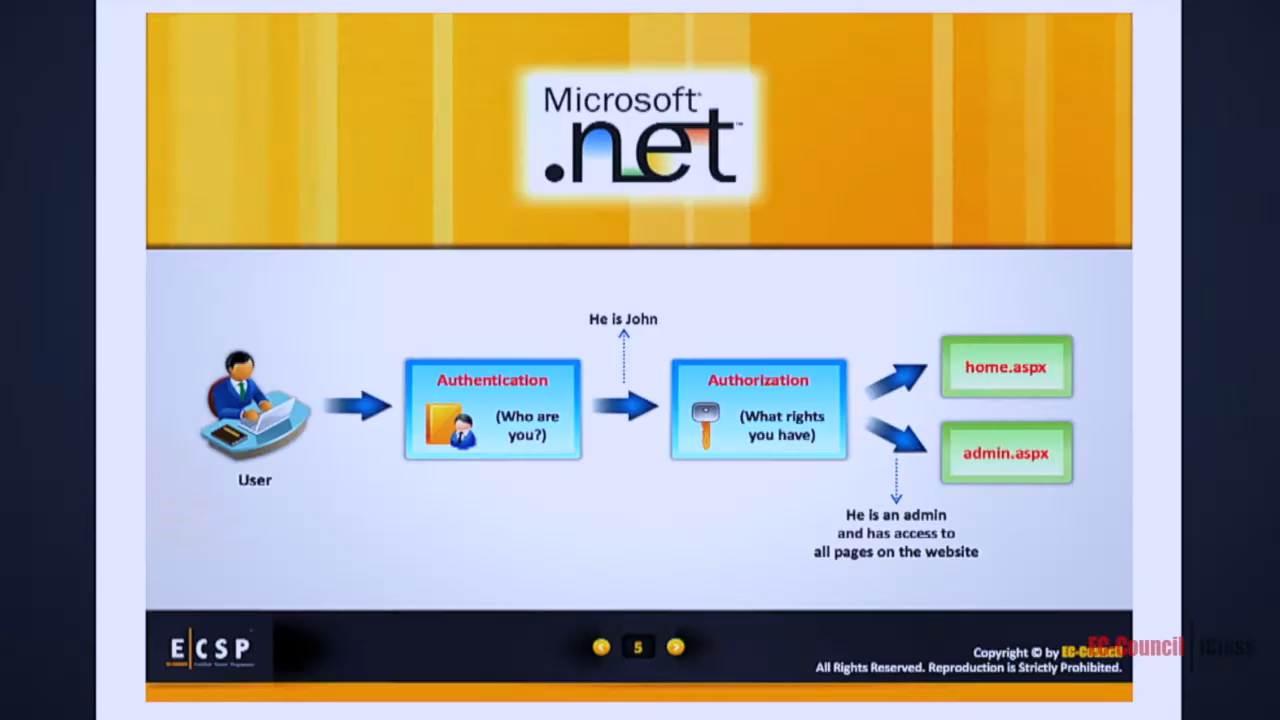 Microsoft
.net
He is John
Authentication
(Who are
you?)
Authorization
(What rights
you have)
home.aspx
admin.aspx
User
He is an admin
and has access to
all pages on the website
ECSP
5
Copyright © by EC-Council
All Rights Reserved. Reproduction is Strictly Prohibited.
EC-Council iClass